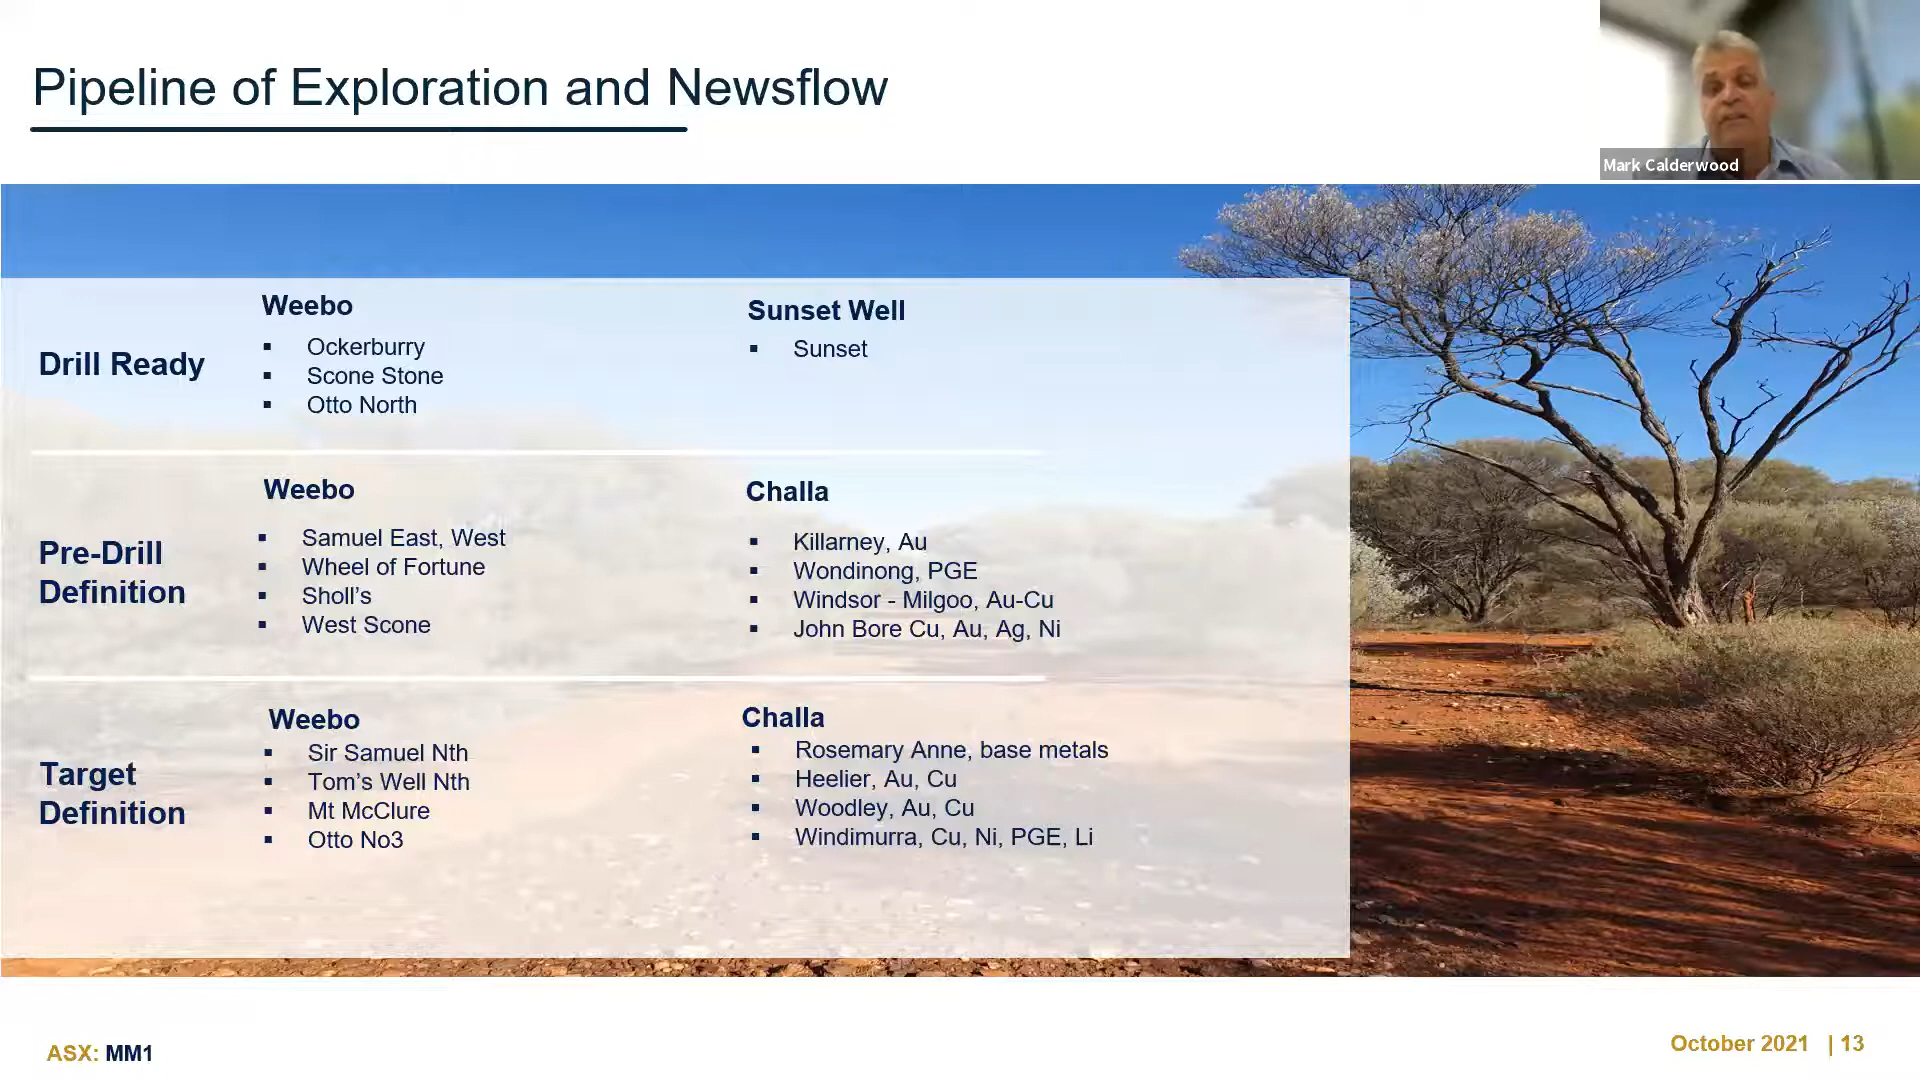 Pipeline of Exploration and Newsflow
Mark Calderwood
Drill Ready
Weebo
▪ Ockerburry
▪ Scone Stone
▪ Otto North
Sunset Well
▪ Sunset
Pre-Drill
Definition
Weebo
▪ Samuel East, West
▪ Wheel of Fortune
▪ Sholl’s
▪ West Scone
Challa
▪ Killarney, Au
▪ Wondinong, PGE
▪ Windsor - Milgoo, Au-Cu
▪ John Bore Cu, Au, Ag, Ni
Target
Definition
Weebo
▪ Sir Samuel Nth
▪ Tom’s Well Nth
▪ Mt McClure
▪ Otto No3
Challa
▪ Rosemary Anne, base metals
▪ Heelier, Au, Cu
▪ Woodley, Au, Cu
▪ Windimurra, Cu, Ni, PGE, Li
ASX: MM1
October 2021 | 13